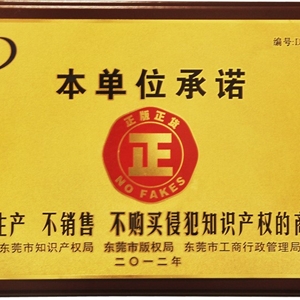 编号:1
本单位承诺
正版正货
正
NO FAKES
生产 不销售 不购买侵犯知识产权的商
东莞市知识产权局 东莞市版权局 东莞市工商行政管理局
二〇一二年